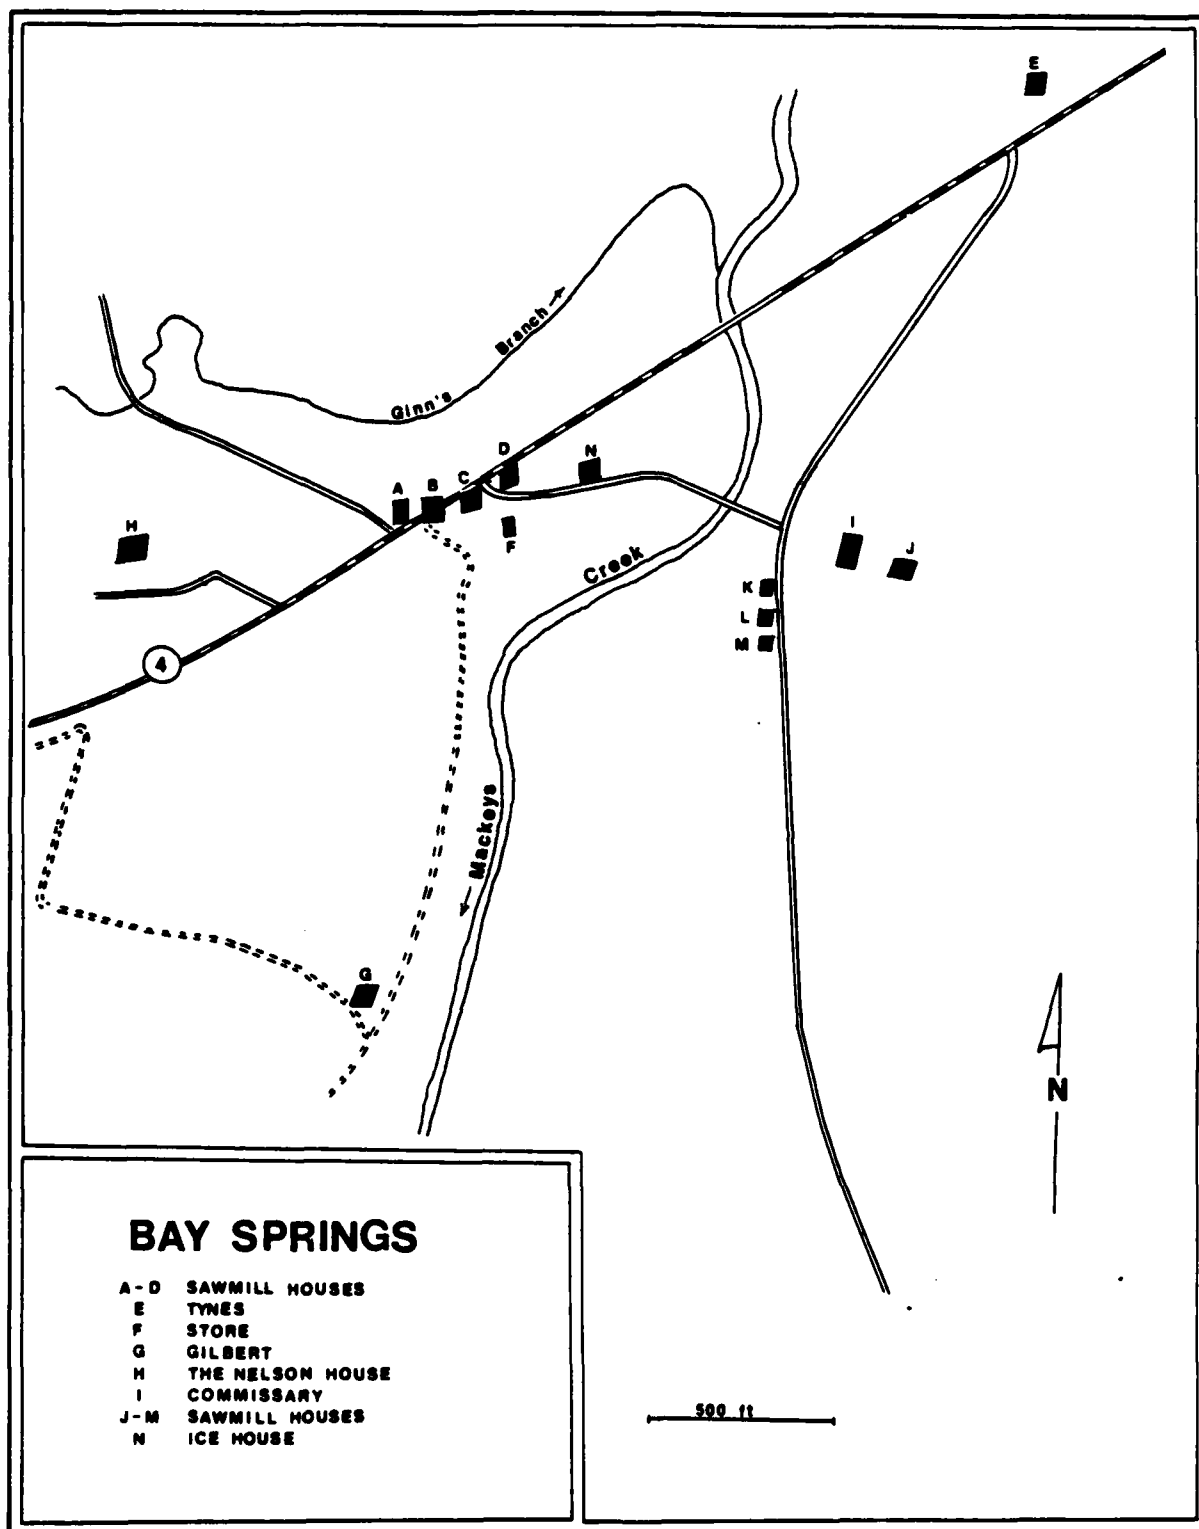 E
Branch
Ginn's
D
N
C
B
A
H
I
F
J
Creek
K
L
M
4
Mackeys
G
N
BAY SPRINGS
A-D SAWMILL HOUSES
E TYNES
F STORE
G GILBERT
H THE NELSON HOUSE
I COMMISSARY
J-M SAWMILL HOUSES
N ICE HOUSE
500 ft